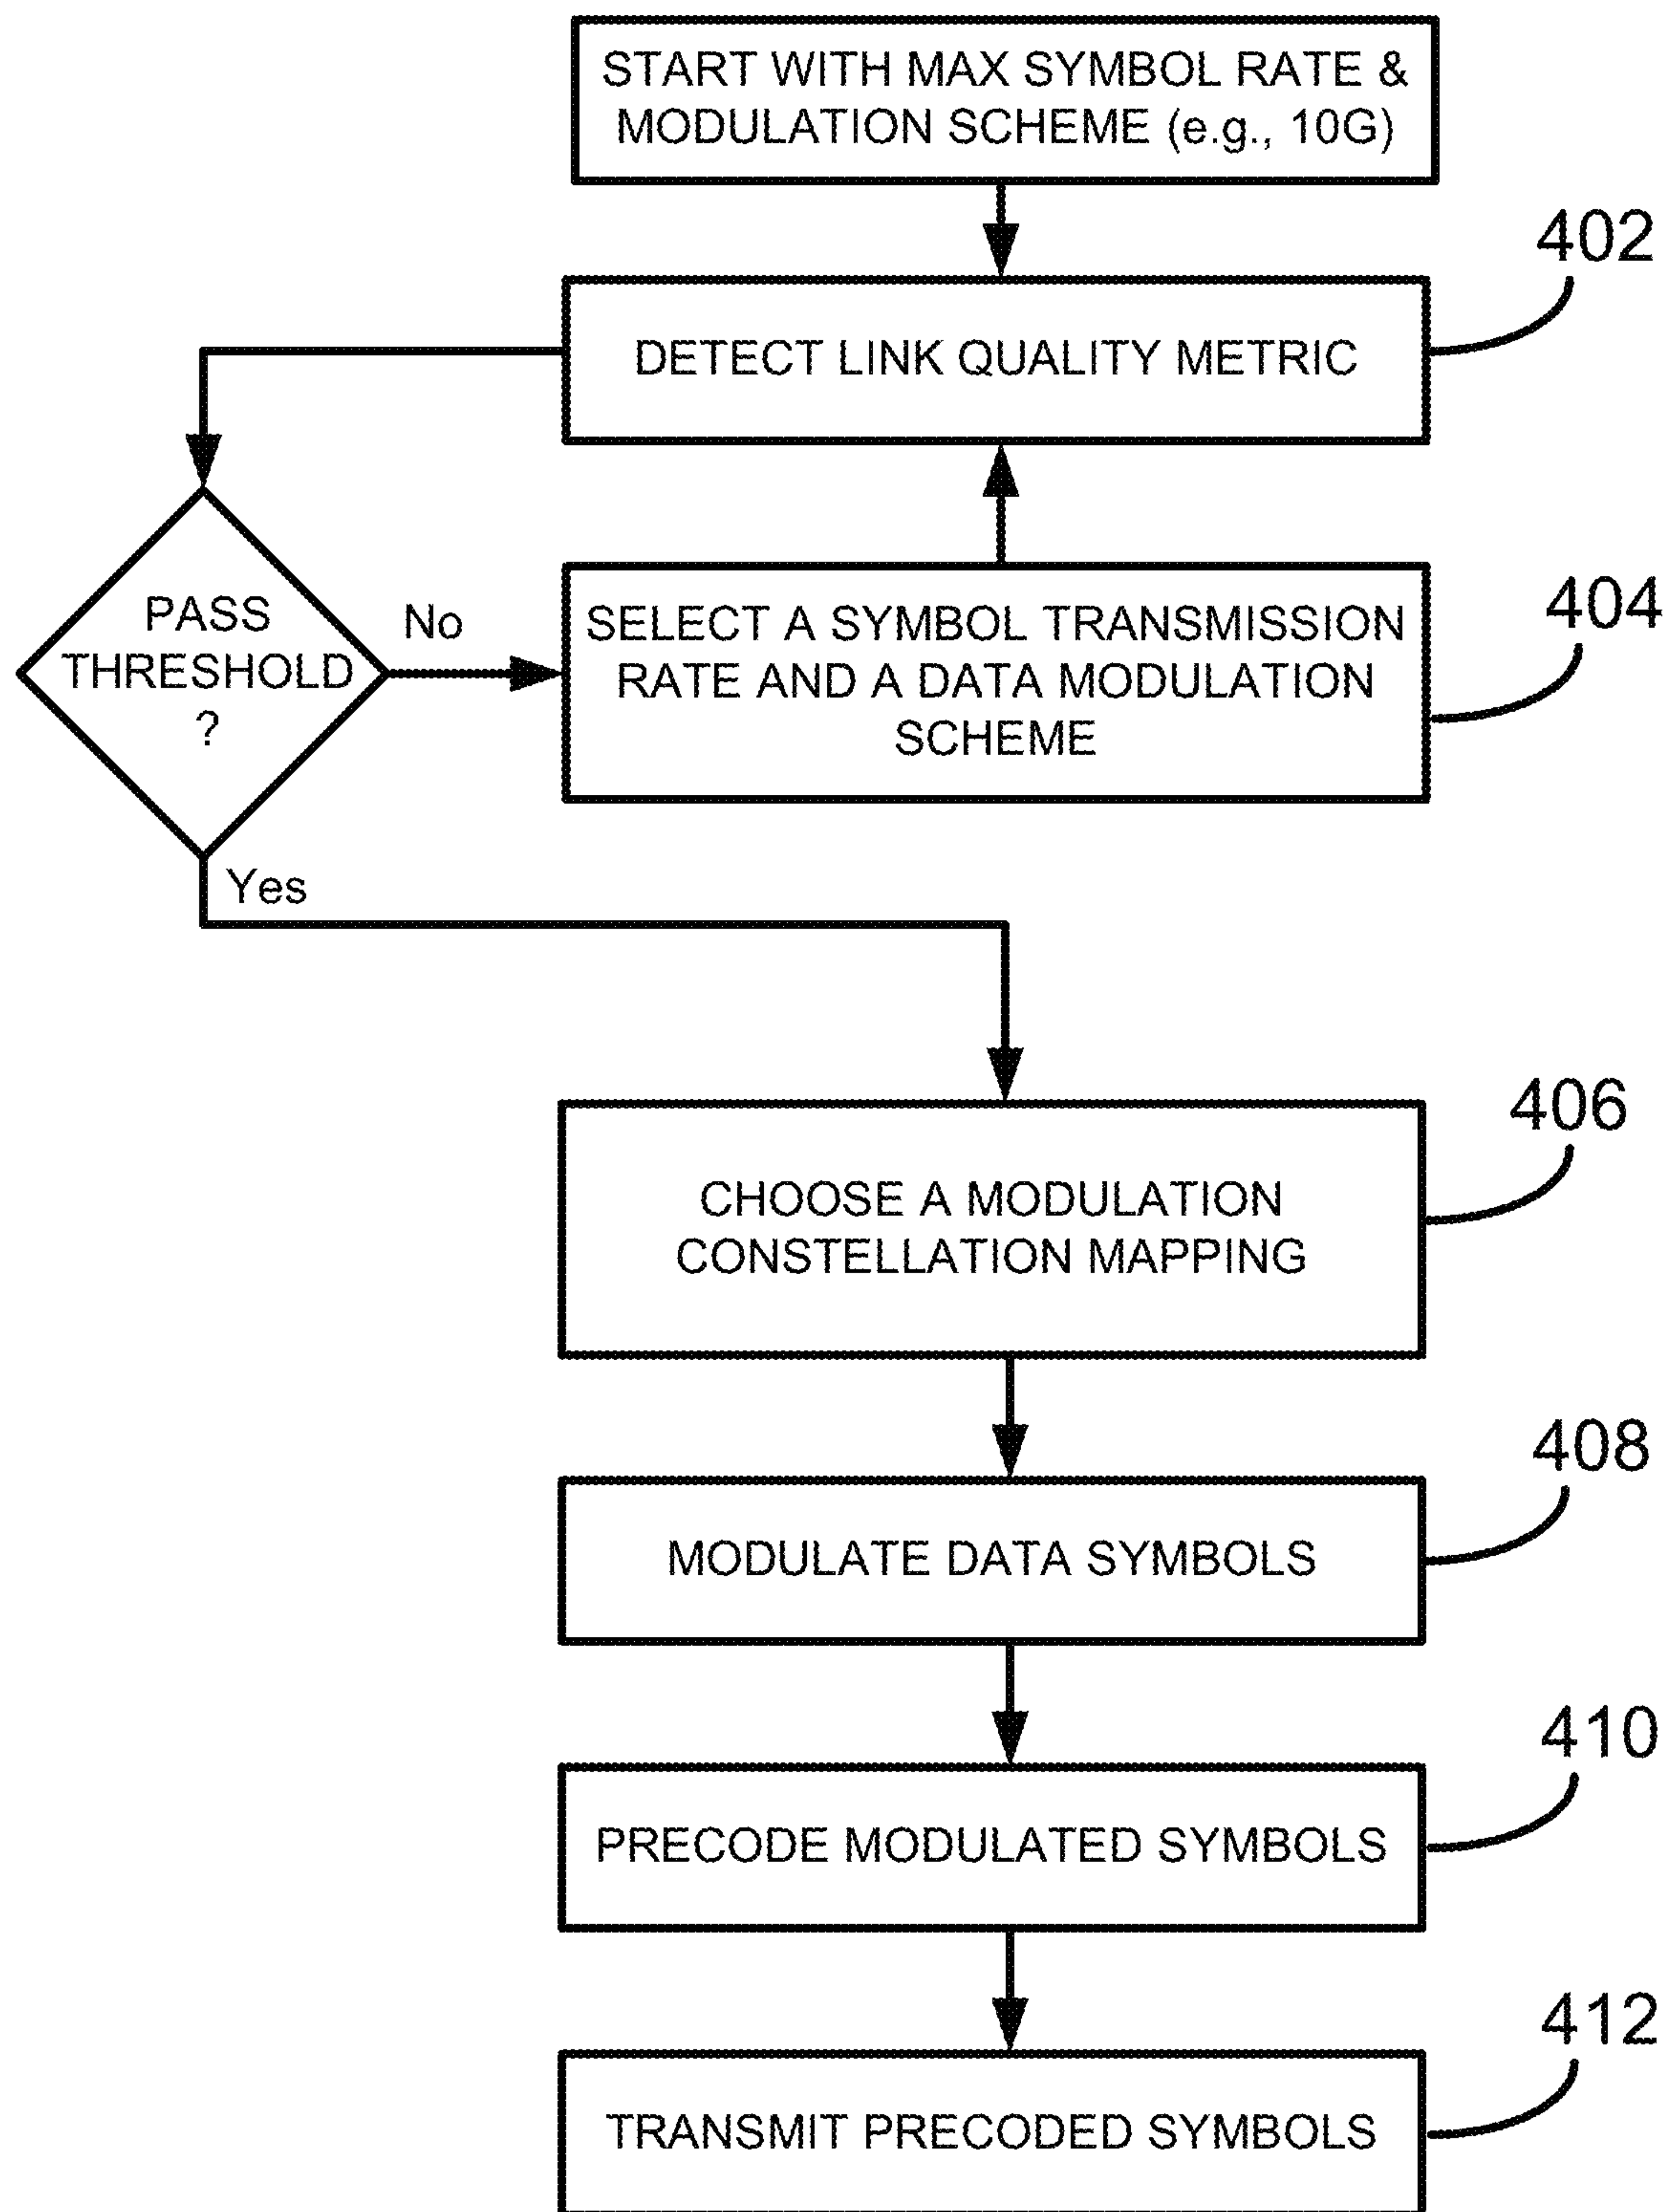 START WITH MAX SYMBOL RATE &
MODULATION SCHEME (e.g., 10G)
402
DETECT LINK QUALITY METRIC
PASS
THRESHOLD
?
No
SELECT A SYMBOL TRANSMISSION
RATE AND A DATA MODULATION
SCHEME
404
Yes
406
CHOOSE A MODULATION
CONSTELLATION MAPPING
408
MODULATE DATA SYMBOLS
410
PRECODE MODULATED SYMBOLS
412
TRANSMIT PRECODED SYMBOLS